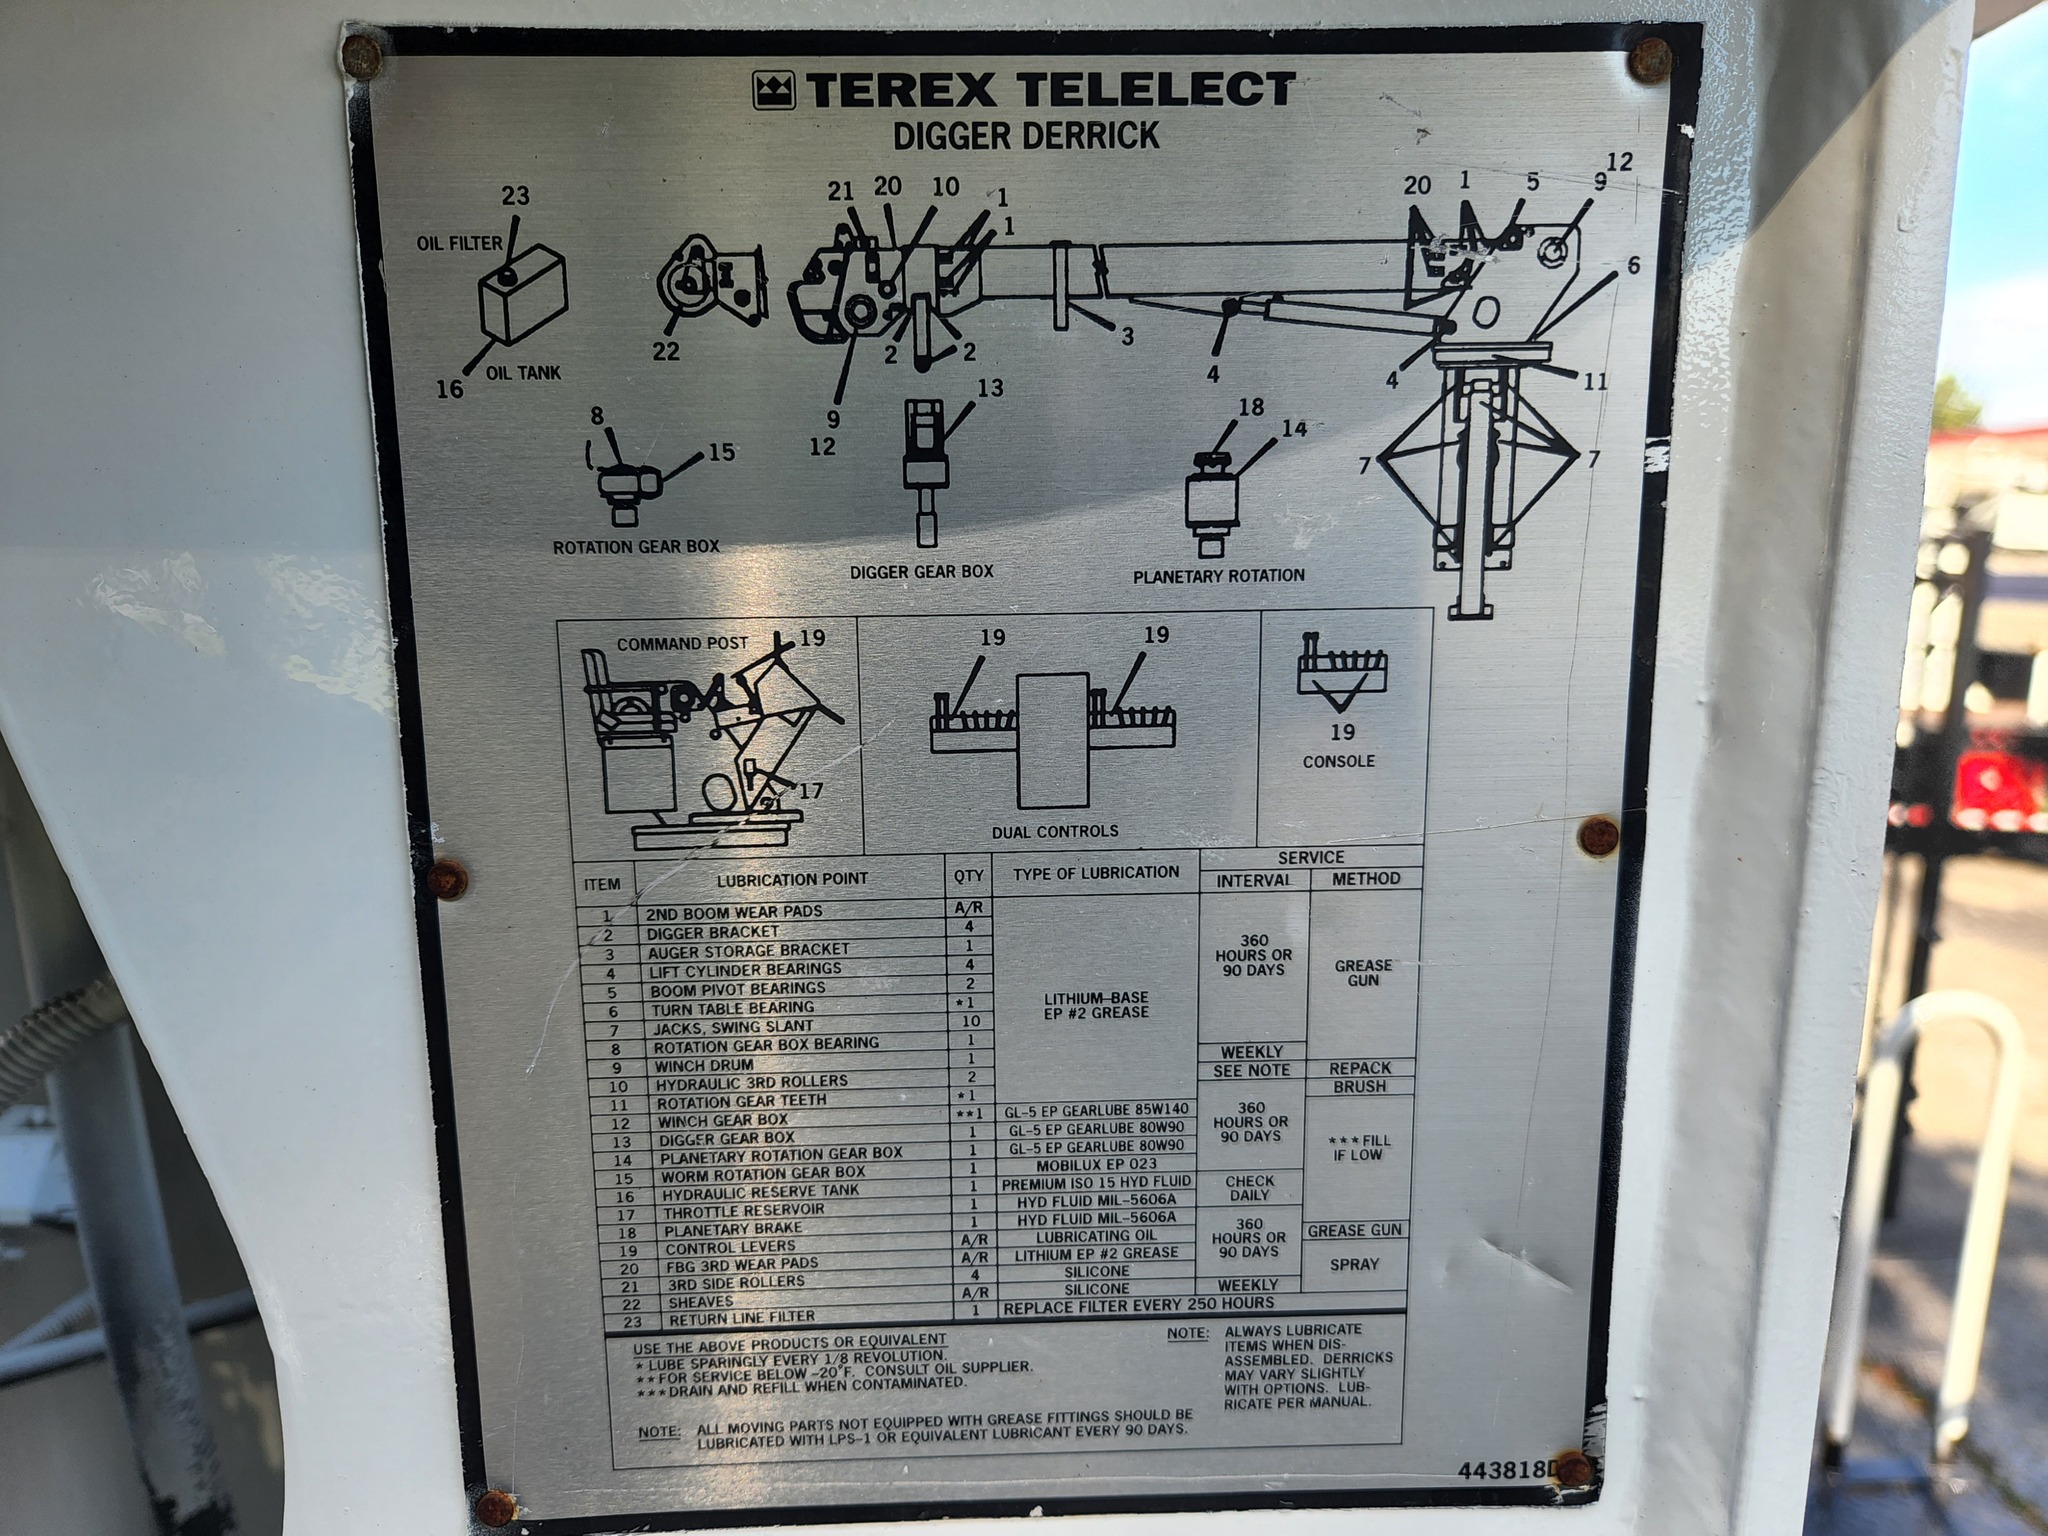 TEREX TELELECT
DIGGER DERRICK
23
OIL FILTER
16
OIL TANK
22
21
20
10
1
1
2
2
9
12
3
4
20
1
5
9
12
6
4
11
7
7
8
15
ROTATION GEAR BOX
13
DIGGER GEAR BOX
18
14
PLANETARY ROTATION
COMMAND POST
19
17
19
19
DUAL CONTROLS
19
CONSOLE
ITEM LUBRICATION POINT QTY TYPE OF LUBRICATION SERVICE
INTERVAL METHOD
1 2ND BOOM WEAR PADS A/R
2 DIGGER BRACKET 4
3 AUGER STORAGE BRACKET 1
4 LIFT CYLINDER BEARINGS 4
5 BOOM PIVOT BEARINGS 2
6 TURN TABLE BEARING *1
7 JACKS, SWING SLANT 10
8 ROTATION GEAR BOX BEARING 1
9 WINCH DRUM 1
10 HYDRAULIC 3RD ROLLERS 2
11 ROTATION GEAR TEETH *1
12 WINCH GEAR BOX **1
13 DIGGER GEAR BOX 1
14 PLANETARY ROTATION GEAR BOX 1
15 WORM ROTATION GEAR BOX 1
16 HYDRAULIC RESERVE TANK 1
17 THROTTLE RESERVOIR 1
18 PLANETARY BRAKE 1
19 CONTROL LEVERS A/R
20 FBG 3RD WEAR PADS A/R
21 3RD SIDE ROLLERS 4
22 SHEAVES A/R
23 RETURN LINE FILTER 1
LITHIUM-BASE
EP #2 GREASE
GL-5 EP GEARLUBE 85W140
GL-5 EP GEARLUBE 80W90
GL-5 EP GEARLUBE 80W90
MOBILUX EP 023
PREMIUM ISO 15 HYD FLUID
HYD FLUID MIL-5606A
HYD FLUID MIL-5606A
LUBRICATING OIL
LITHIUM EP #2 GREASE
SILICONE
SILICONE
REPLACE FILTER EVERY 250 HOURS
360
HOURS OR
90 DAYS
WEEKLY
SEE NOTE
360
HOURS OR
90 DAYS
CHECK
DAILY
360
HOURS OR
90 DAYS
WEEKLY
GREASE
GUN
REPACK
BRUSH
***FILL
IF LOW
GREASE GUN
SPRAY
USE THE ABOVE PRODUCTS OR EQUIVALENT
* LUBE SPARINGLY EVERY 1/8 REVOLUTION.
**FOR SERVICE BELOW -20°F. CONSULT OIL SUPPLIER.
***DRAIN AND REFILL WHEN CONTAMINATED.
NOTE: ALWAYS LUBRICATE
ITEMS WHEN DIS-
ASSEMBLED. DERRICKS
MAY VARY SLIGHTLY
WITH OPTIONS. LUB-
RICATE PER MANUAL.
NOTE: ALL MOVING PARTS NOT EQUIPPED WITH GREASE FITTINGS SHOULD BE
LUBRICATED WITH LPS-1 OR EQUIVALENT LUBRICANT EVERY 90 DAYS.
443818D